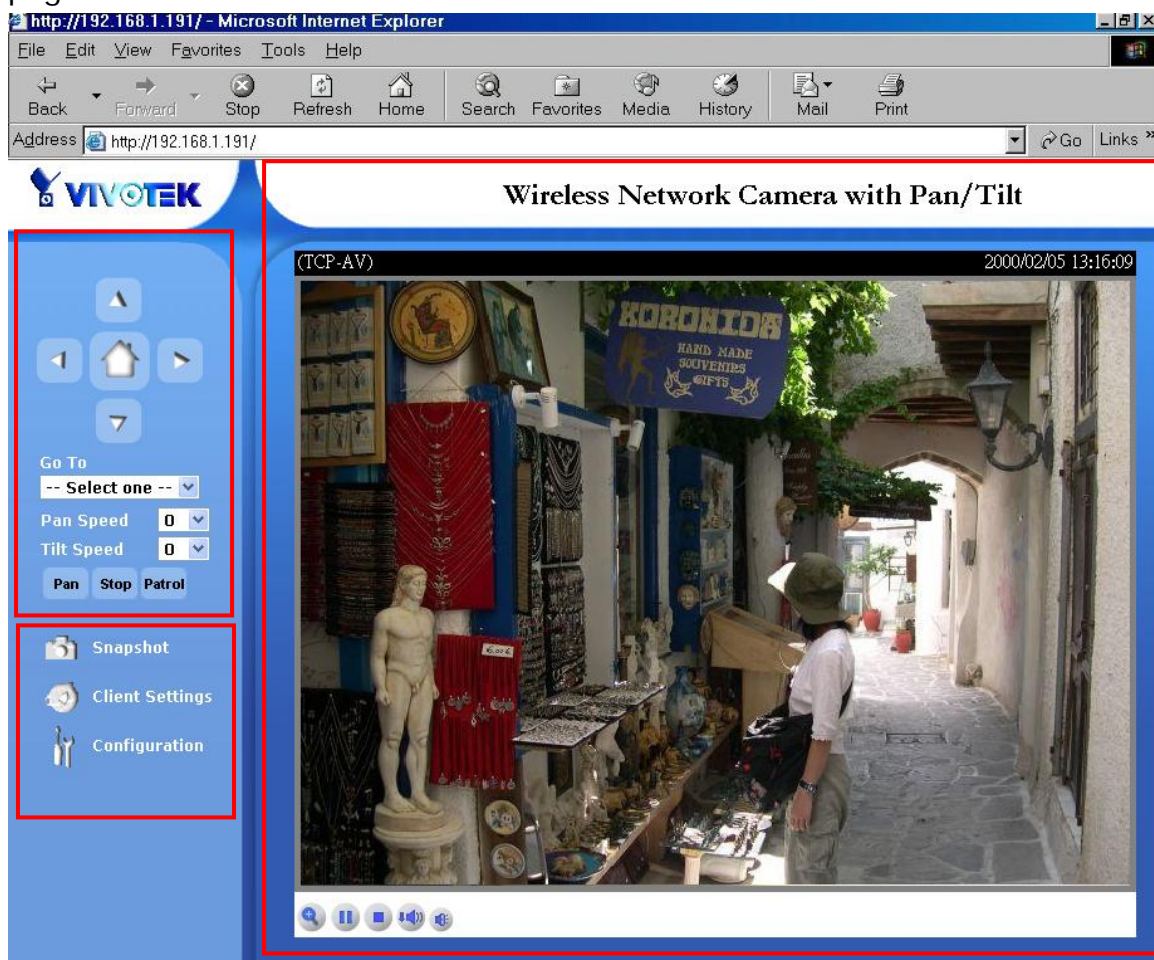 http://192.168.1.191/ - Microsoft Internet Explorer
File Edit View Favorites Tools Help
Back Forward Stop Refresh Home Search Favorites Media History Mail Print
Address http://192.168.1.191/ Go Links »
VIVOTEK
Wireless Network Camera with Pan/Tilt
(TCP-AV) 2000/02/05 13:16:09
KORONIDA
HAND MADE
SOUVENIRS
GIFTS
6,00 €
Go To
-- Select one --
Pan Speed 0
Tilt Speed 0
Pan Stop Patrol
Snapshot
Client Settings
Configuration